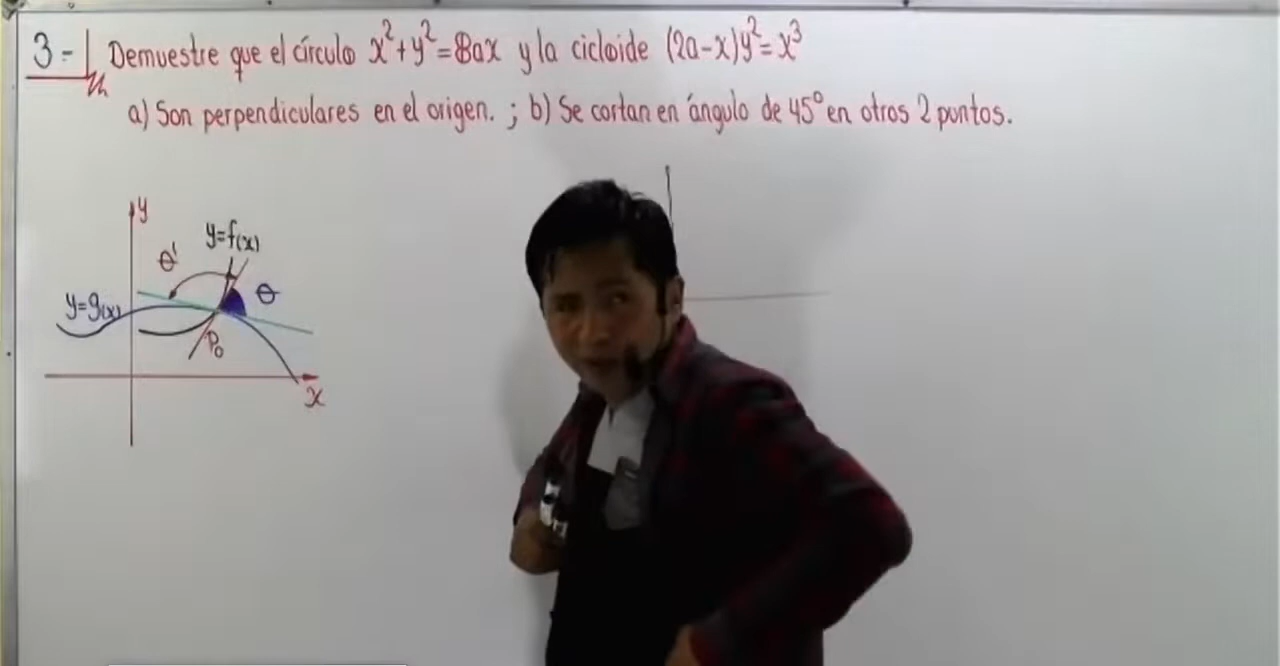 3-
Demuestre que el círculo x²+y²=8ax y la cicloide (2a-x)y²=x³
a) Son perpendiculares en el origen. ; b) Se cortan en ángulo de 45° en otros 2 puntos.
y
y=f(x)
θ'
θ
y=g(x)
P₀
x